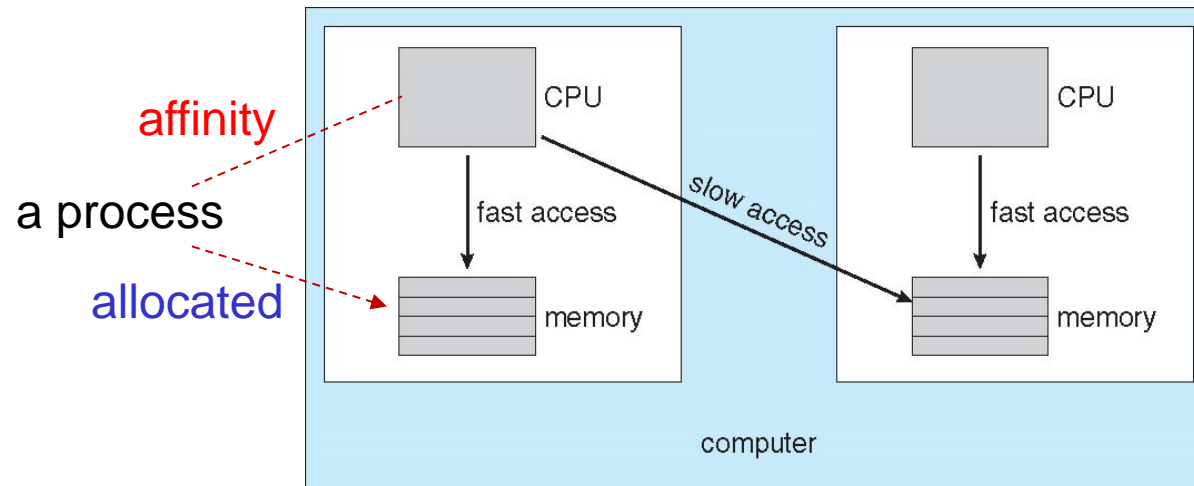 affinity
a process
allocated
CPU
fast access
memory
slow access
CPU
fast access
memory
computer